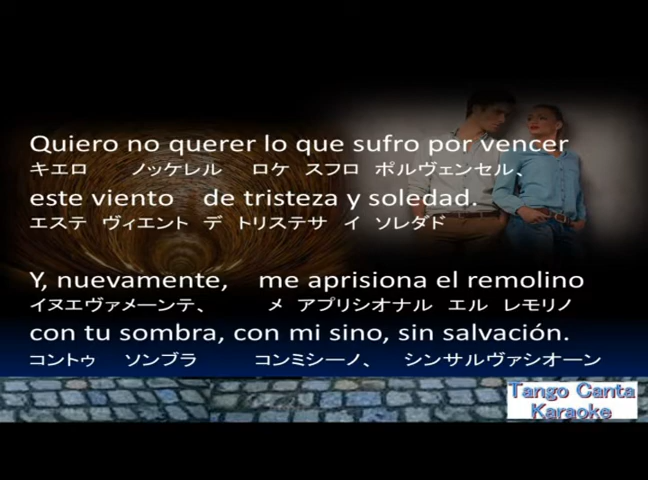 Quiero no querer lo que sufro por vencer
キエロ ノッケレル ロケ スフロ ポルヴェンセル、
este viento de tristeza y soledad.
エステ ヴィエント デ トリステサ イ ソレダド
Y, nuevamente, me aprisiona el remolino
イヌエヴァメーンテ、 メ アプリシオナル エル レモリノ
con tu sombra, con mi sino, sin salvación.
コントゥ ソンブラ コンミシーノ、 シンサルヴァシオーン
Tango Canta
Karaoke